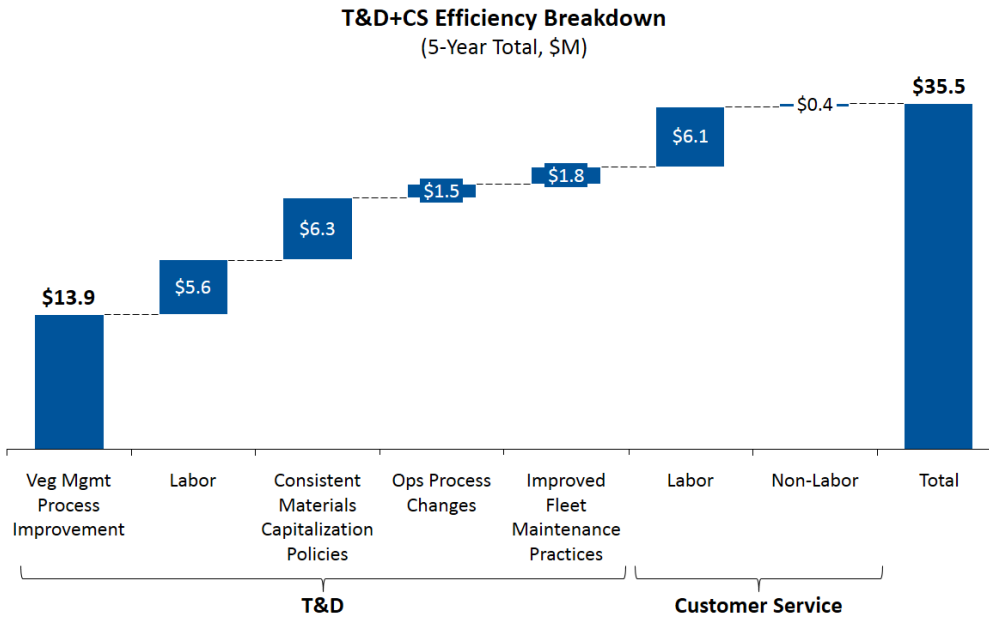 T&D+CS Efficiency Breakdown
(5-Year Total, $M)
$13.9
$5.6
$6.3
$1.5
$1.8
$6.1
$0.4
$35.5
Veg Mgmt
Process
Improvement
Labor
Consistent
Materials
Capitalization
Policies
Ops Process
Changes
Improved
Fleet
Maintenance
Practices
Labor
Non-Labor
Total
T&D
Customer Service